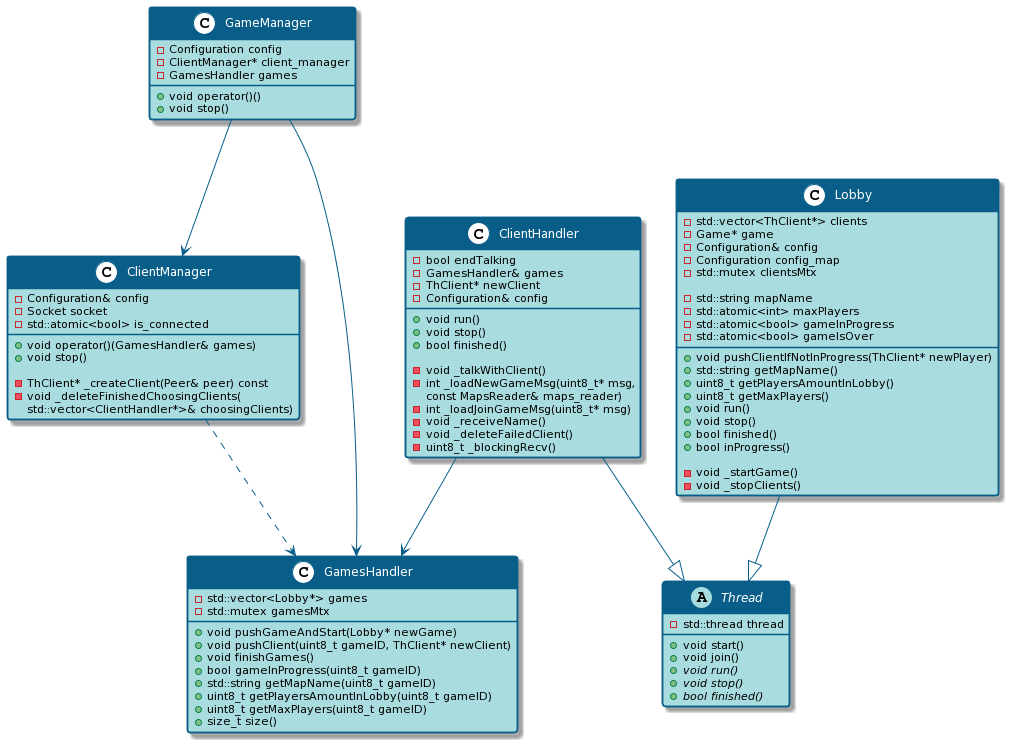 C GameManager
Configuration config
ClientManager* client_manager
GamesHandler games
void operator()()
void stop()
C ClientManager
Configuration& config
Socket socket
std::atomic<bool> is_connected
void operator()(GamesHandler& games)
void stop()
ThClient* _createClient(Peer& peer) const
void _deleteFinishedChoosingClients(
std::vector<ClientHandler*>& choosingClients)
C ClientHandler
bool endTalking
GamesHandler& games
ThClient* newClient
Configuration& config
void run()
void stop()
bool finished()
void _talkWithClient()
int _loadNewGameMsg(uint8_t* msg,
const MapsReader& maps_reader)
int _loadJoinGameMsg(uint8_t* msg)
void _receiveName()
void _deleteFailedClient()
uint8_t _blockingRecv()
C Lobby
std::vector<ThClient*> clients
Game* game
Configuration& config
Configuration config_map
std::mutex clientsMtx
std::string mapName
std::atomic<int> maxPlayers
std::atomic<bool> gameInProgress
std::atomic<bool> gameIsOver
void pushClientIfNotInProgress(ThClient* newPlayer)
std::string getMapName()
uint8_t getPlayersAmountInLobby()
uint8_t getMaxPlayers()
void run()
void stop()
bool finished()
bool inProgress()
void _startGame()
void _stopClients()
C GamesHandler
std::vector<Lobby*> games
std::mutex gamesMtx
void pushGameAndStart(Lobby* newGame)
void pushClient(uint8_t gameID, ThClient* newClient)
void finishGames()
bool gameInProgress(uint8_t gameID)
std::string getMapName(uint8_t gameID)
uint8_t getPlayersAmountInLobby(uint8_t gameID)
uint8_t getMaxPlayers(uint8_t gameID)
size_t size()
A Thread
std::thread thread
void start()
void join()
void run()
void stop()
bool finished()